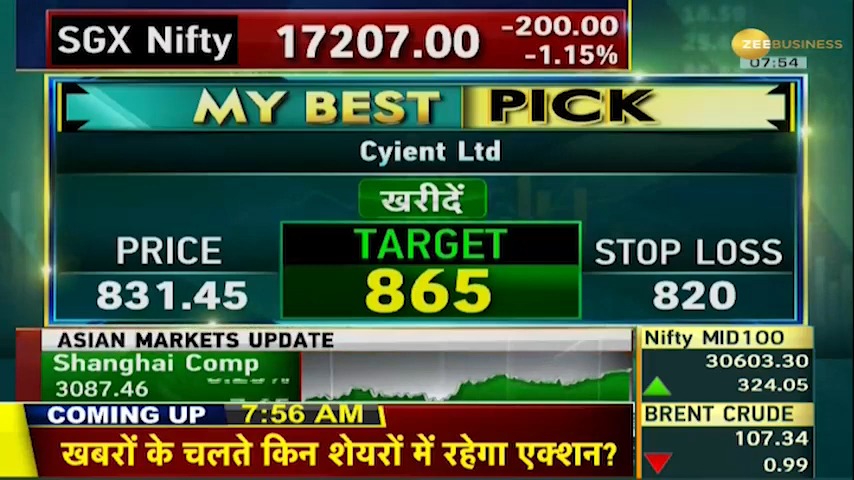 SGX Nifty 17207.00 -200.00 -1.15%
ZEE BUSINESS
07:54
MY BEST PICK
Cyient Ltd
खरीदें
PRICE TARGET STOP LOSS
831.45 865 820
ASIAN MARKETS UPDATE
Shanghai Comp
3087.46
Nifty MID100
30603.30
324.05
BRENT CRUDE
107.34
0.99
COMING UP 7:56 AM
खबरों के चलते किन शेयरों में रहेगा एक्शन?